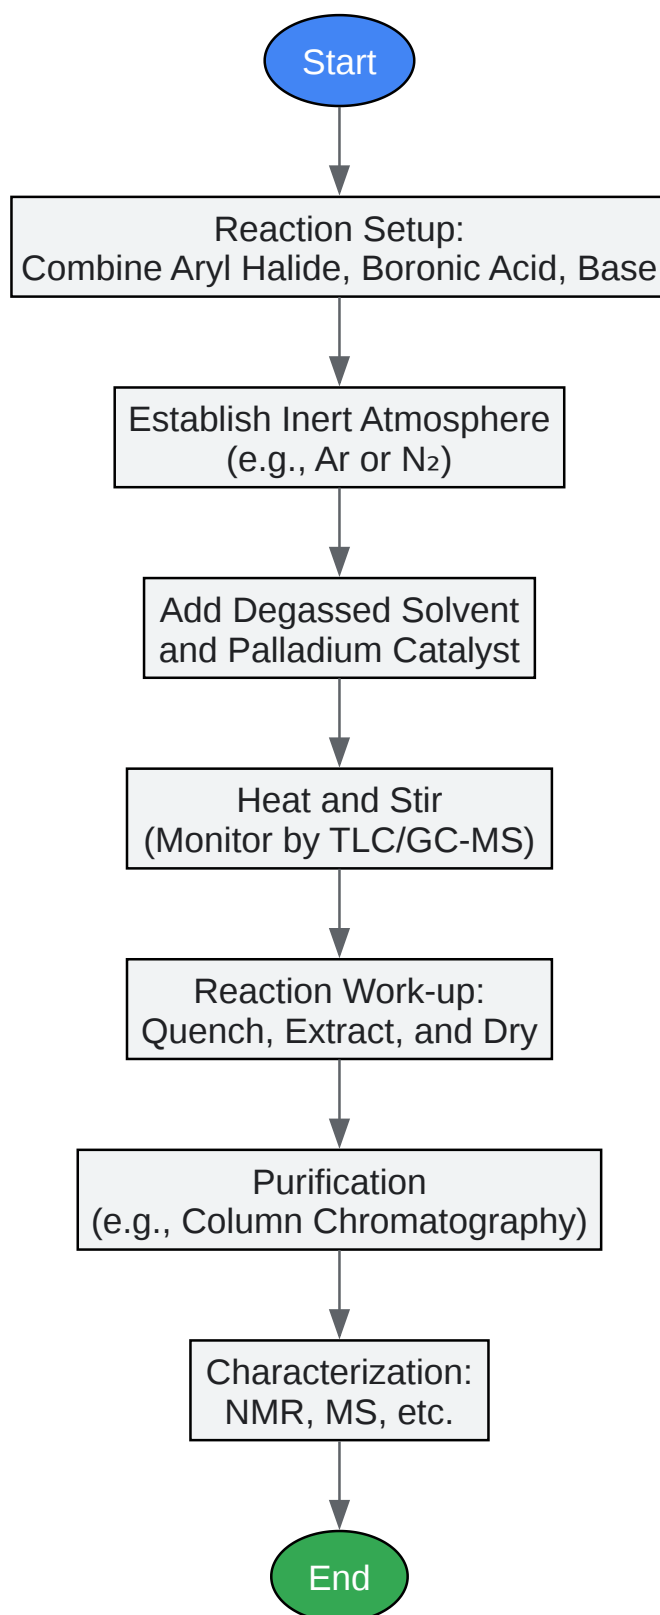 Start
Reaction Setup:
Combine Aryl Halide, Boronic Acid, Base
Establish Inert Atmosphere
(e.g., Ar or N₂)
Add Degassed Solvent
and Palladium Catalyst
Heat and Stir
(Monitor by TLC/GC-MS)
Reaction Work-up:
Quench, Extract, and Dry
Purification
(e.g., Column Chromatography)
Characterization:
NMR, MS, etc.
End